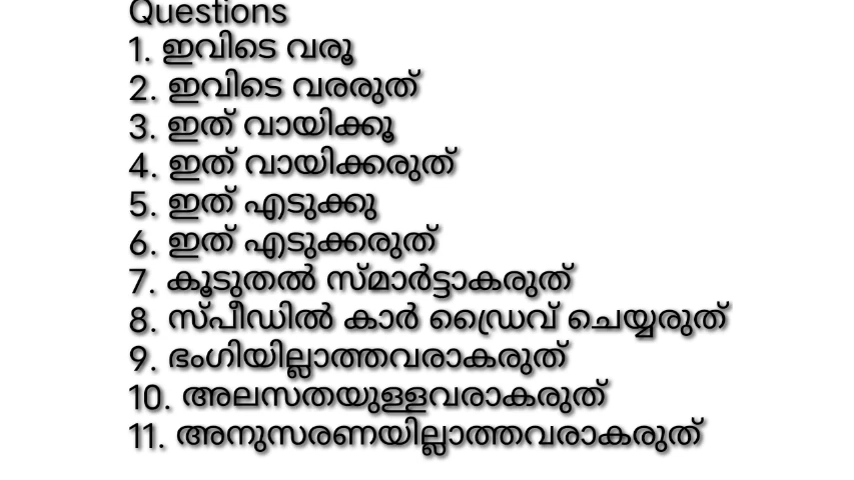 Questions
1. ഇവിടെ വരൂ
2. ഇവിടെ വരരുത്
3. ഇത് വായിക്കൂ
4. ഇത് വായിക്കരുത്
5. ഇത് എടുക്കു
6. ഇത് എടുക്കരുത്
7. കൂടുതൽ സ്മാർട്ടാകരുത്
8. സ്പീഡിൽ കാർ ഡ്രൈവ് ചെയ്യരുത്
9. ഭംഗിയില്ലാത്തവരാകരുത്
10. അലസതയുള്ളവരാകരുത്
11. അനുസരണയില്ലാത്തവരാകരുത്